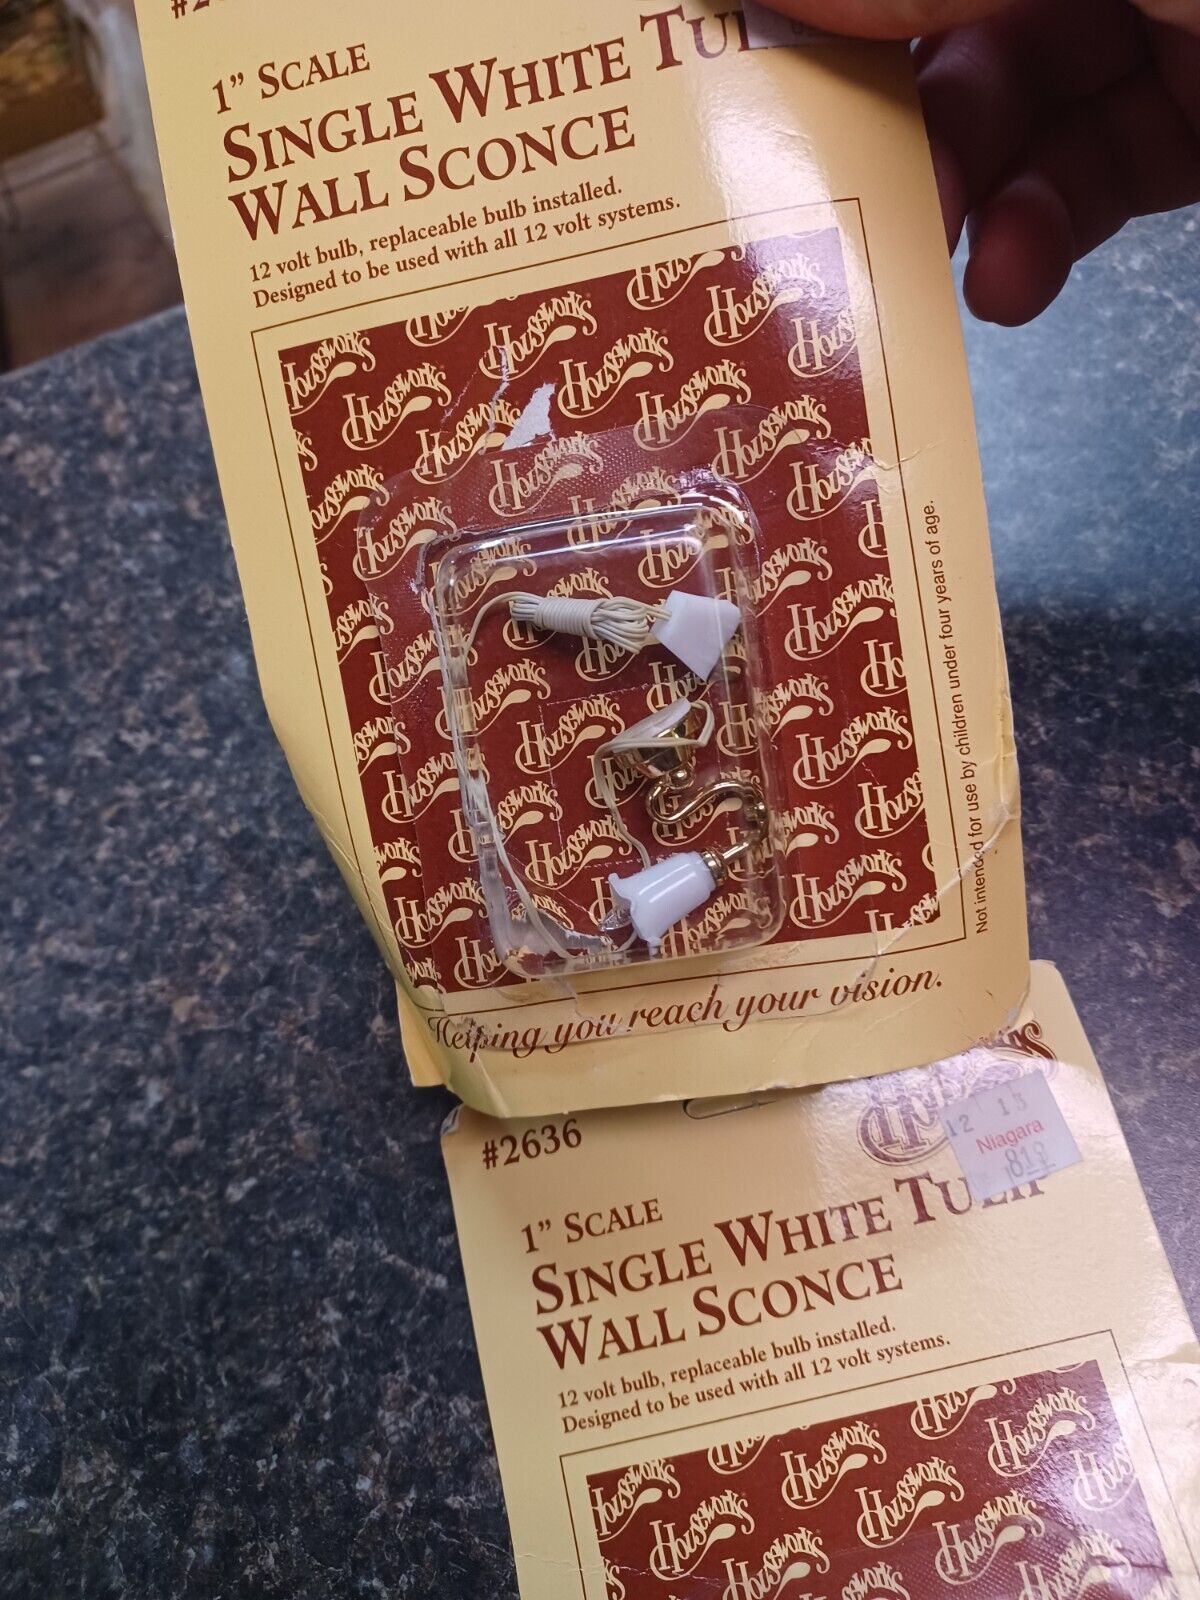 1” SCALE
SINGLE WHITE
WALL SCONCE
12 volt bulb, replaceable bulb installed.
Designed to be used with all 12 volt systems.
Houseworks
Not intended for use by children under four years of age.
Helping you reach your vision.
#2636
12 13
Niagara
1” SCALE
SINGLE WHITE TULIP
WALL SCONCE
12 volt bulb, replaceable bulb installed.
Designed to be used with all 12 volt systems.
Houseworks